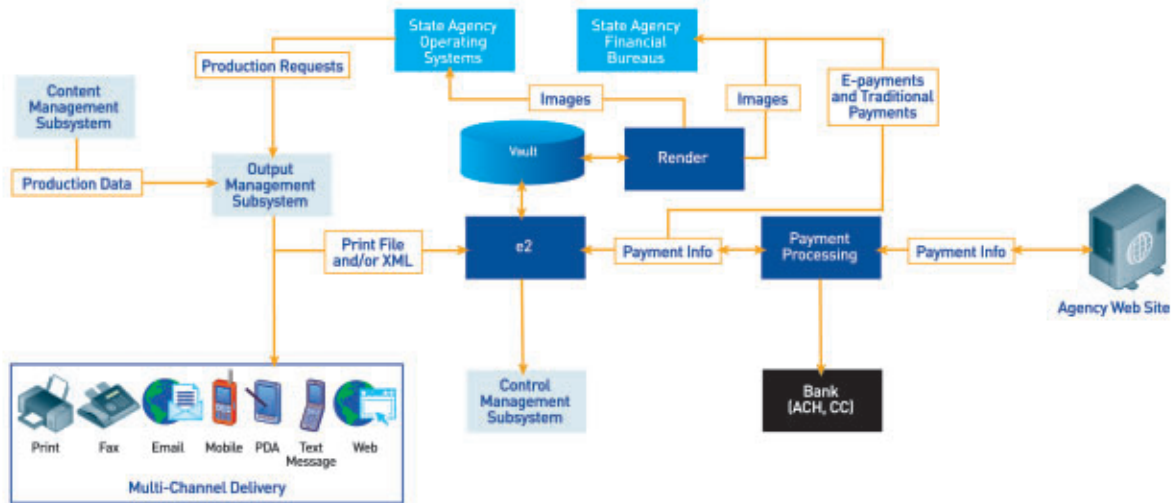 State Agency
Operating
Systems
State Agency
Financial
Bureaus
Production Requests
E-payments
and Traditional
Payments
Content
Management
Subsystem
Images
Images
Vault
Render
Output
Management
Subsystem
Production Data
Print File
and/or XML
e2
Payment Info
Payment
Processing
Payment Info
Agency Web Site
Control
Management
Subsystem
Bank
(ACH, CC)
Print
Fax
Email
Mobile
PDA
Text
Message
Web
Multi-Channel Delivery